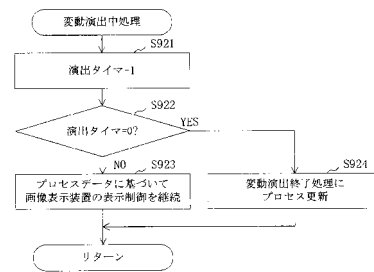 変動演出中処理
S921
演出タイマ-1
S922
演出タイマ=0?
YES
NO
S923
S924
プロセスデータに基づいて
画像表示装置の表示制御を継続
変動演出終了処理に
プロセス更新
リターン